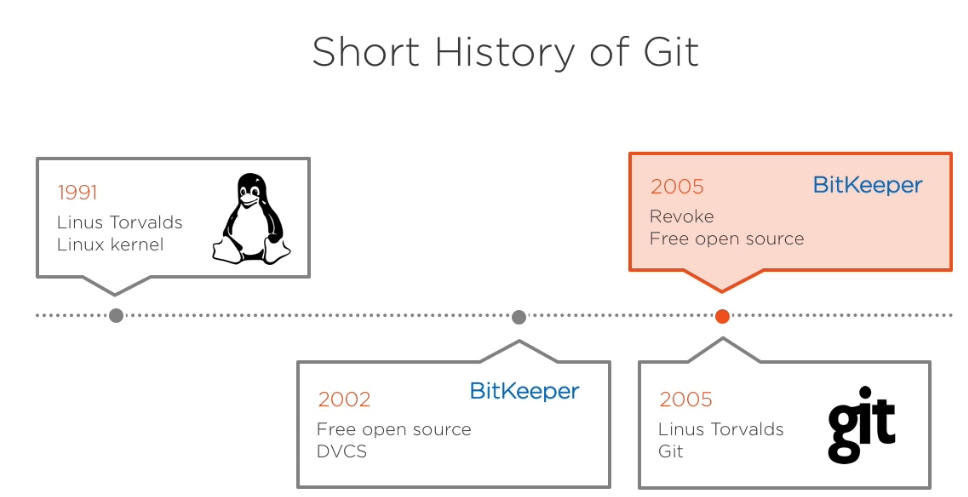 Short History of Git
1991
Linus Torvalds
Linux kernel
2005
BitKeeper
Revoke
Free open source
2002
BitKeeper
Free open source
DVCS
2005
Linus Torvalds
Git
git